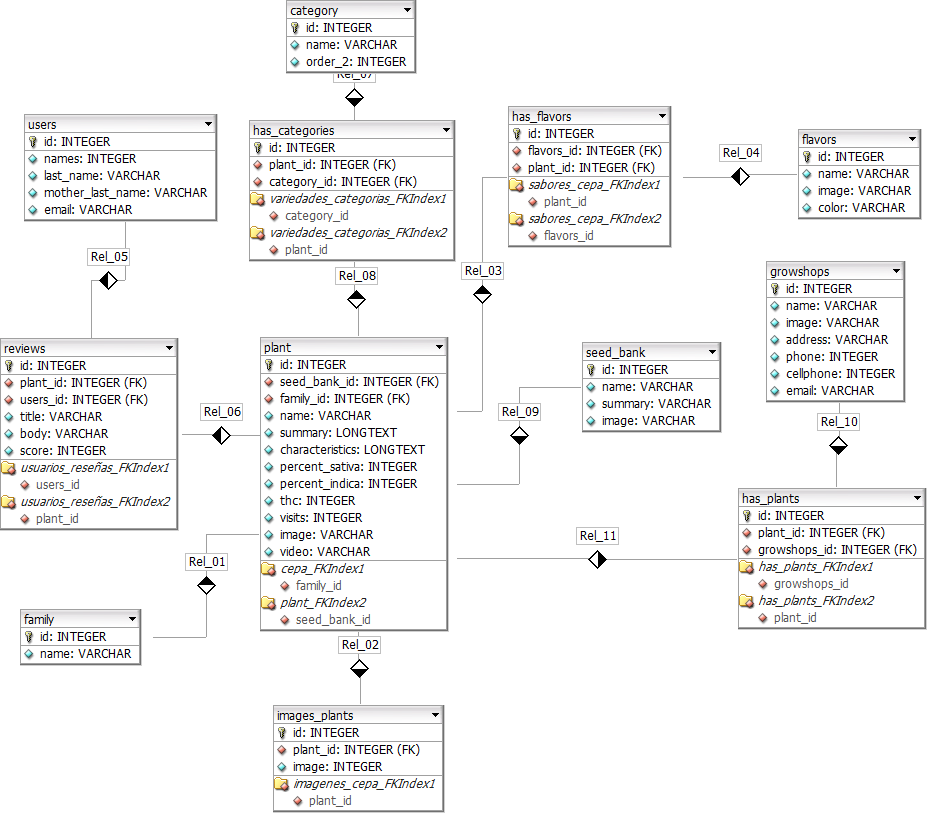 category
id: INTEGER
name: VARCHAR
order_2: INTEGER
Rel_07
users
id: INTEGER
names: INTEGER
last_name: VARCHAR
mother_last_name: VARCHAR
email: VARCHAR
has_categories
id: INTEGER
plant_id: INTEGER (FK)
category_id: INTEGER (FK)
variedades_categorias_FKIndex1
category_id
variedades_categorias_FKIndex2
plant_id
has_flavors
id: INTEGER
flavors_id: INTEGER (FK)
plant_id: INTEGER (FK)
sabores_cepa_FKIndex1
plant_id
sabores_cepa_FKIndex2
flavors_id
Rel_04
flavors
id: INTEGER
name: VARCHAR
image: VARCHAR
color: VARCHAR
Rel_05
Rel_08
Rel_03
growshops
id: INTEGER
name: VARCHAR
image: VARCHAR
address: VARCHAR
phone: INTEGER
cellphone: INTEGER
email: VARCHAR
reviews
id: INTEGER
plant_id: INTEGER (FK)
users_id: INTEGER (FK)
title: VARCHAR
body: VARCHAR
score: INTEGER
usuarios_reseñas_FKIndex1
users_id
usuarios_reseñas_FKIndex2
plant_id
Rel_06
plant
id: INTEGER
seed_bank_id: INTEGER (FK)
family_id: INTEGER (FK)
name: VARCHAR
summary: LONGTEXT
characteristics: LONGTEXT
percent_sativa: INTEGER
percent_indica: INTEGER
thc: INTEGER
visits: INTEGER
image: VARCHAR
video: VARCHAR
cepa_FKIndex1
family_id
plant_FKIndex2
seed_bank_id
seed_bank
id: INTEGER
name: VARCHAR
summary: VARCHAR
image: VARCHAR
Rel_09
Rel_10
has_plants
id: INTEGER
plant_id: INTEGER (FK)
growshops_id: INTEGER (FK)
has_plants_FKIndex1
growshops_id
has_plants_FKIndex2
plant_id
Rel_11
Rel_01
family
id: INTEGER
name: VARCHAR
Rel_02
images_plants
id: INTEGER
plant_id: INTEGER (FK)
image: INTEGER
imagenes_cepa_FKIndex1
plant_id